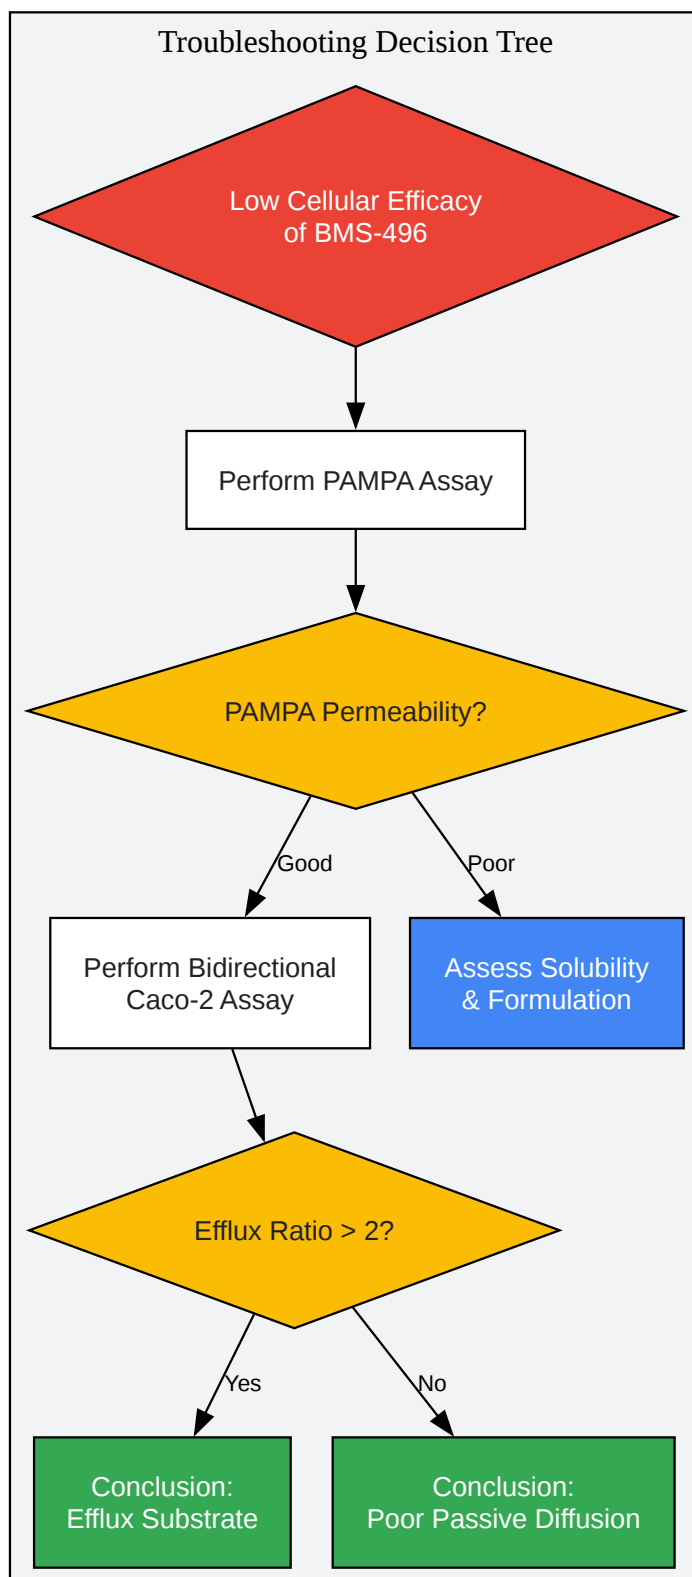 Troubleshooting Decision Tree
Low Cellular Efficacy
of BMS-496
Perform PAMPA Assay
PAMPA Permeability?
Good
Poor
Perform Bidirectional
Caco-2 Assay
Assess Solubility
& Formulation
Efflux Ratio > 2?
Yes
No
Conclusion:
Efflux Substrate
Conclusion:
Poor Passive Diffusion